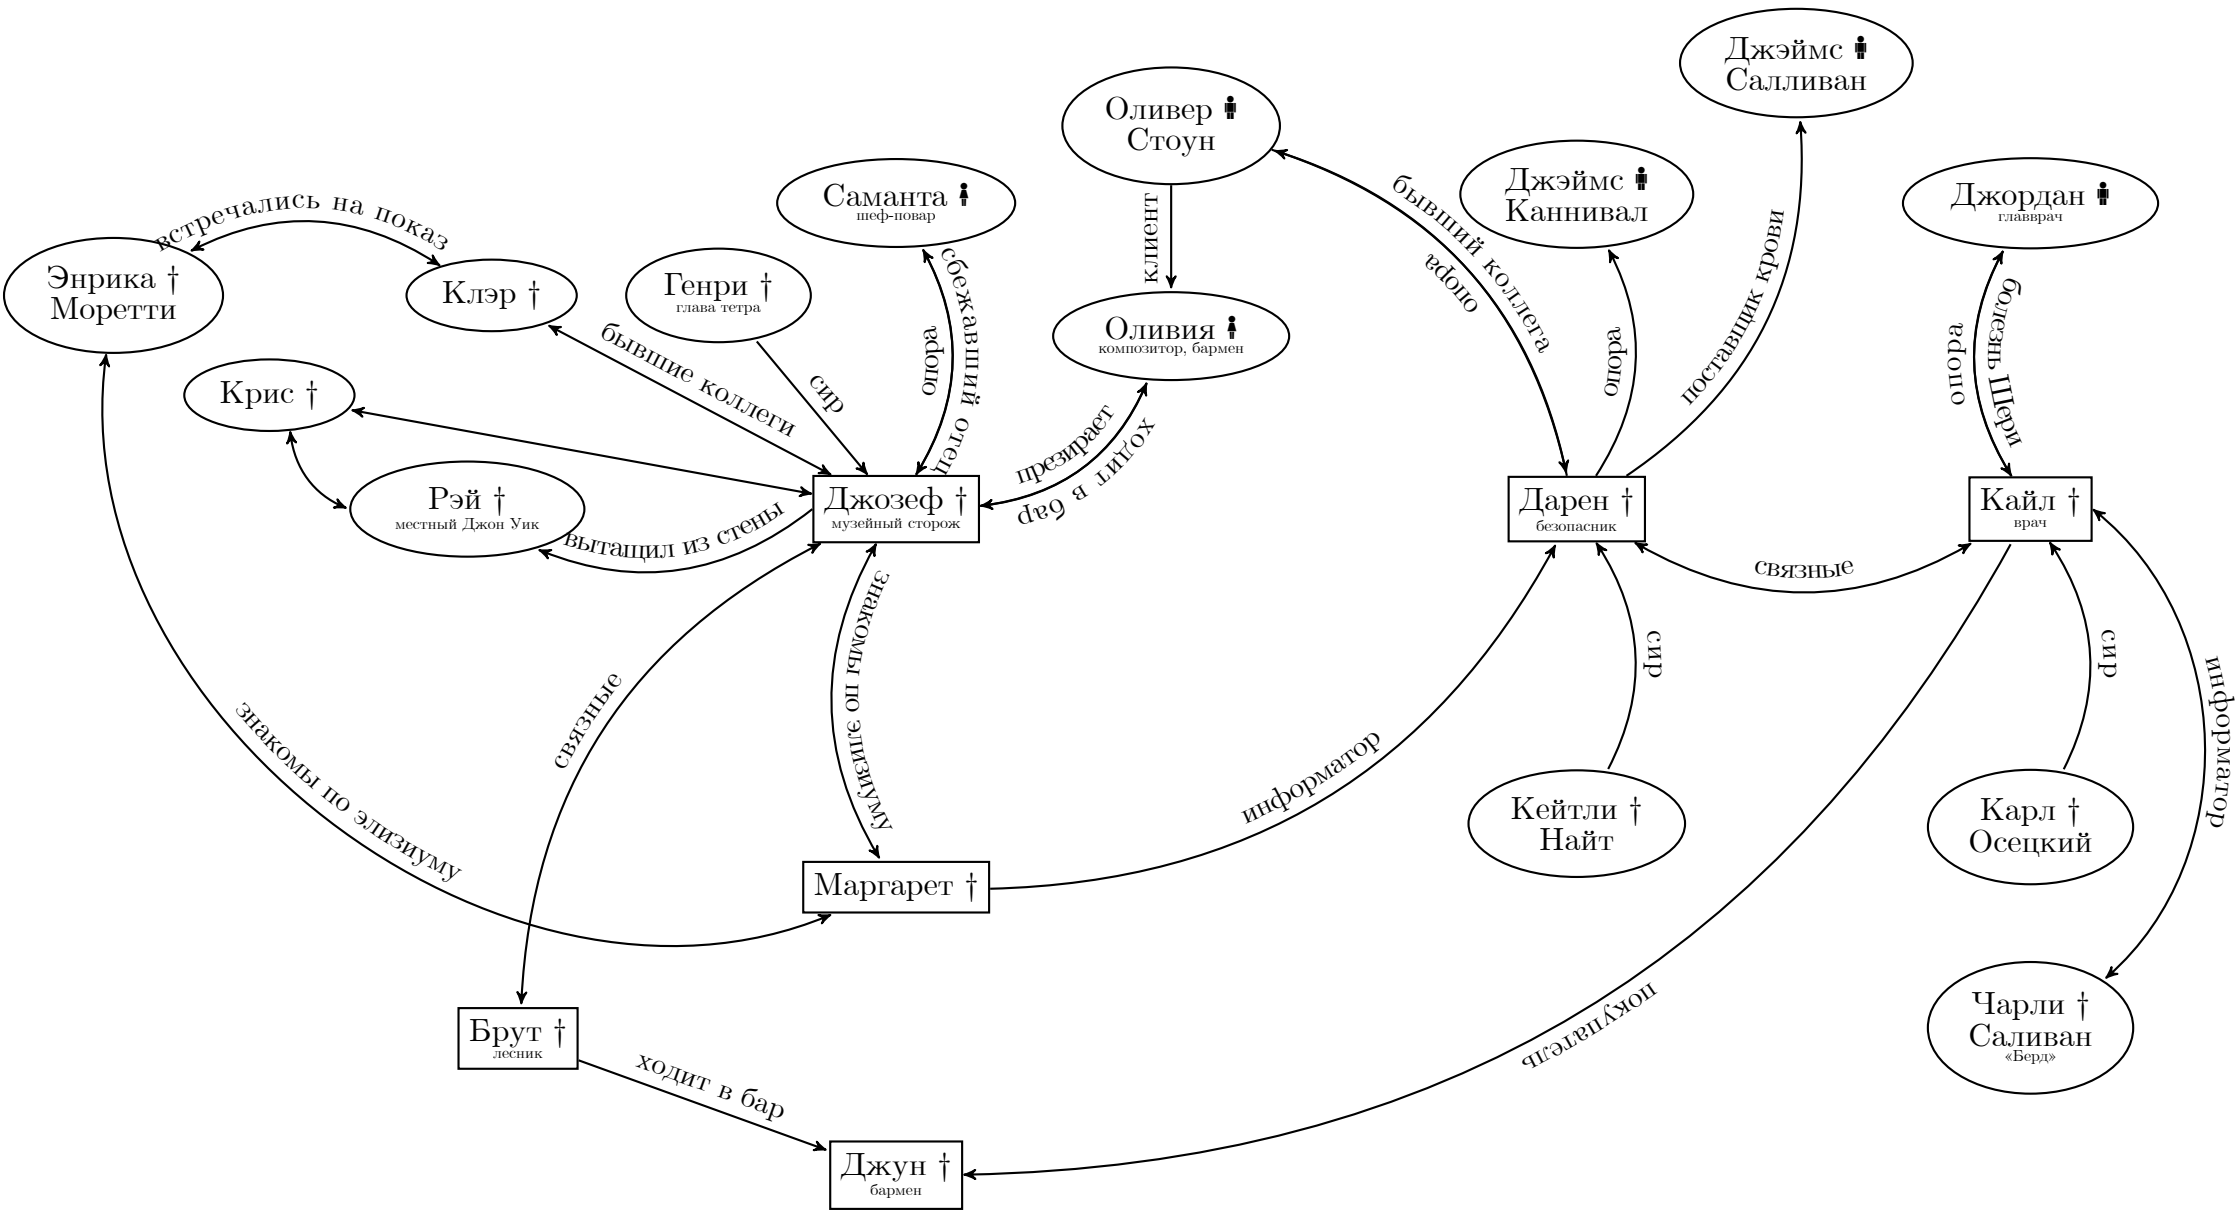 Джэймс
Салливан
Оливер
Стоун
Джэймс
Каннивал
Саманта
шеф-повар
Джордан
главврач
встречались на показ
клиент
бывший коллега
опора
Энрика †
Моретти
Клэр †
Генри †
глава тетра
сбежавший отец
опора
Оливия
композитор, бармен
опора
поставщик крови
опора
болезнь Шери
бывшие коллеги
сир
Крис †
презирает
ходит в бар
Рэй †
местный Джон Уик
вытащил из стены
Джозеф †
музейный сторож
Дарен †
безопасник
Кайл †
врач
связные
знакомы по элизиуму
связные
сир
сир
информатор
знакомы по элизиуму
информатор
Кейтли †
Найт
Карл †
Осецкий
Маргарет †
Чарли †
Саливан
«Берд»
Брут †
лесник
ходит в бар
покупатель
Джун †
бармен